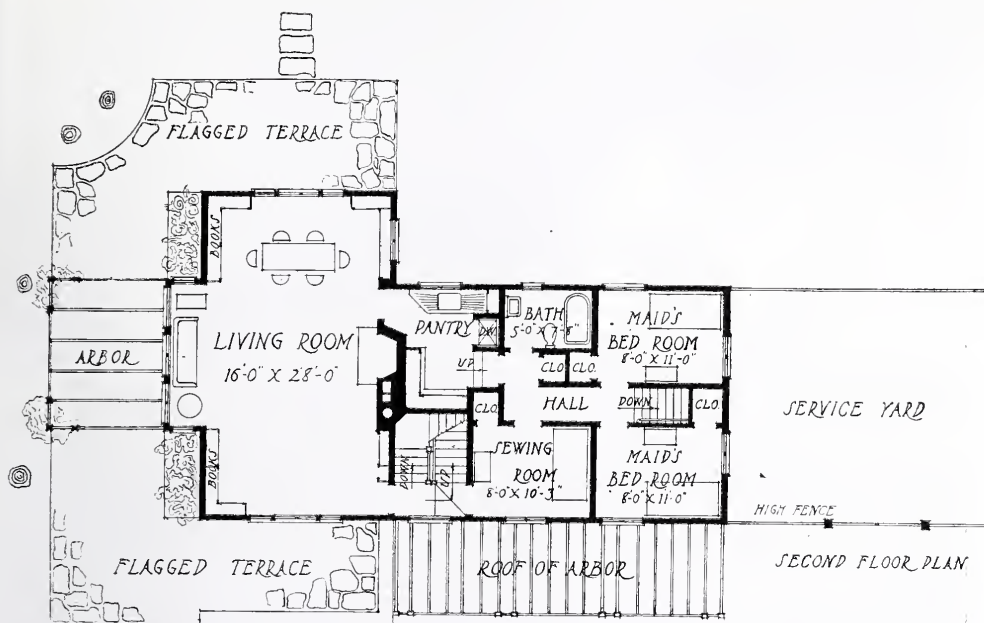 FLAGGED TERRACE
BOOKS
LIVING ROOM
16'-0" X 28'-0"
ARBOR
PANTRY
D.W.
UP
BATH
5'-0" X 7'-8"
MAID'S
BED ROOM
8'-0" X 11'-0"
CLO.
CLO.
CLO.
HALL
DOWN
CLO.
SERVICE YARD
SEWING
ROOM
8'-0" X 10'-3"
MAID'S
BED ROOM
8'-0" X 11'-0"
DOWN
UP
BOOKS
HIGH FENCE
FLAGGED TERRACE
ROOF OF ARBOR
SECOND FLOOR PLAN